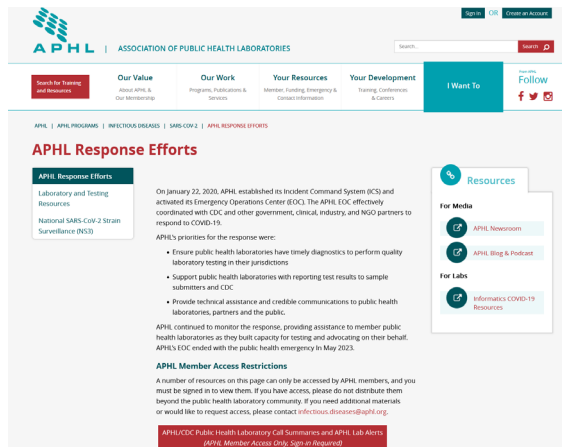 Sign In OR Create an Account
APHL | ASSOCIATION OF PUBLIC HEALTH LABORATORIES
Search... Search
Search for Training
and Resources
Our Value
About APHL &
Our Membership
Our Work
Programs, Publications &
Services
Your Resources
Member, Funding, Emergency &
Contact Information
Your Development
Training, Conferences
& Careers
I Want To
Follow
APHL | APHL PROGRAMS | INFECTIOUS DISEASES | SARS-COV-2 | APHL RESPONSE EFFORTS
APHL Response Efforts
APHL Response Efforts
Laboratory and Testing
Resources
National SARS-CoV-2 Strain
Surveillance (NS3)
On January 22, 2020, APHL established its Incident Command System (ICS) and
activated its Emergency Operations Center (EOC). The APHL EOC effectively
coordinated with CDC and other government, clinical, industry, and NGO partners to
respond to COVID-19.
APHL's priorities for the response were:
• Ensure public health laboratories have timely diagnostics to perform quality
laboratory testing in their jurisdictions
• Support public health laboratories with reporting test results to sample
submitters and CDC
• Provide technical assistance and credible communications to public health
laboratories, partners and the public.
APHL continued to monitor the response, providing assistance to member public
health laboratories as they built capacity for testing and advocating on their behalf.
APHL's EOC ended with the public health emergency In May 2023.
APHL Member Access Restrictions
A number of resources on this page can only be accessed by APHL members, and you
must be signed in to view them. If you have access, please do not distribute them
beyond the public health laboratory community. If you need additional materials
or would like to request access, please contact infectious.diseases@aphl.org.
APHL/CDC Public Health Laboratory Call Summaries and APHL Lab Alerts
(APHL Member Access Only, Sign in Required)
Resources
For Media
APHL Newsroom
APHL Blog & Podcast
For Labs
Informatics COVID-19
Resources